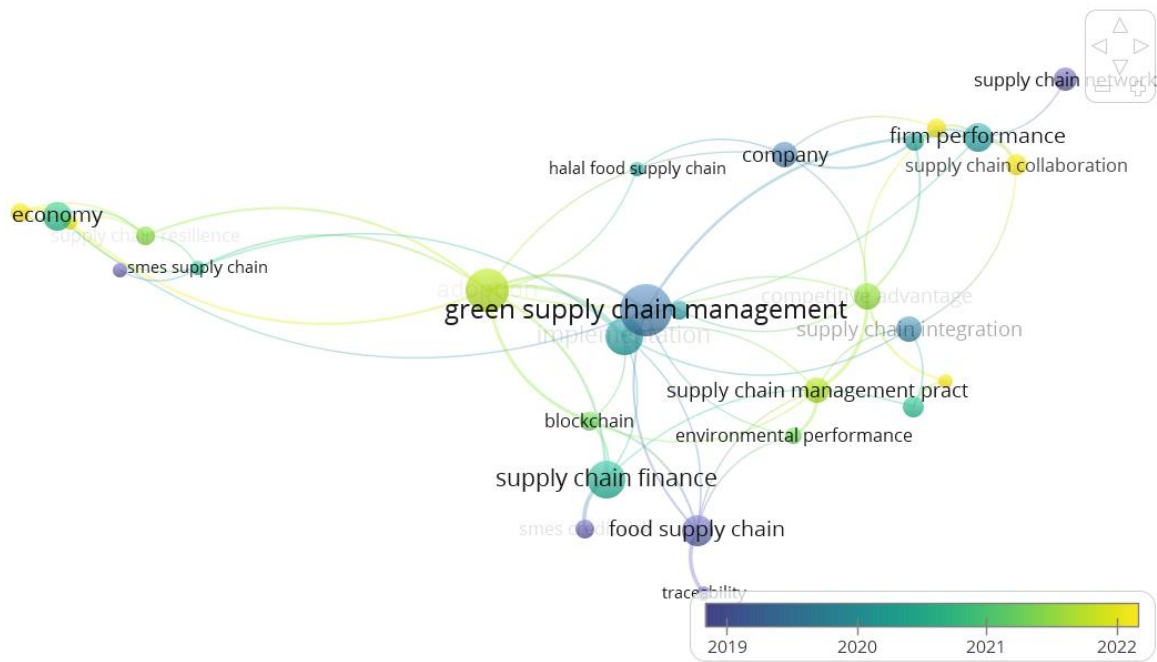 supply chain network
firm performance
company
supply chain collaboration
halal food supply chain
economy
supply chain resilience
smes supply chain
adoption
competitive advantage
green supply chain management
supply chain integration
implementation
supply chain management pract
blockchain
environmental performance
supply chain finance
smes
food supply chain
traceability
2019 2020 2021 2022